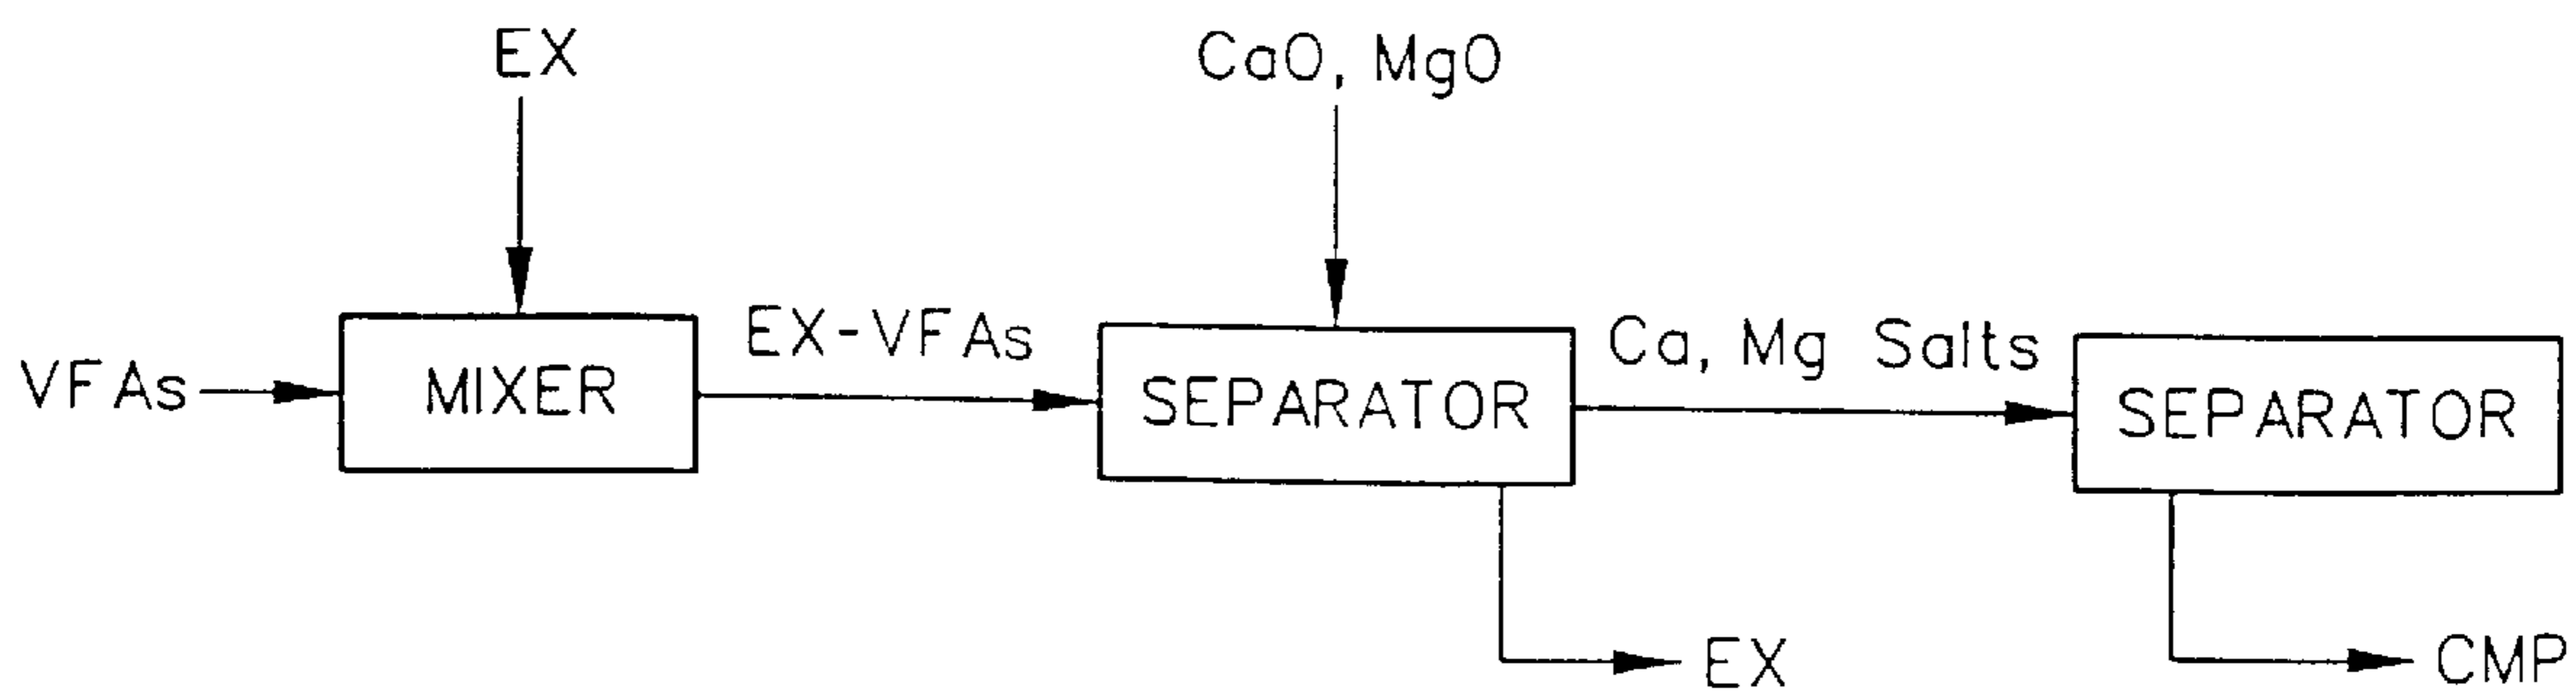 EX
CaO, MgO
VFAs
MIXER
EX-VFAs
SEPARATOR
Ca, Mg Salts
SEPARATOR
EX
CMP